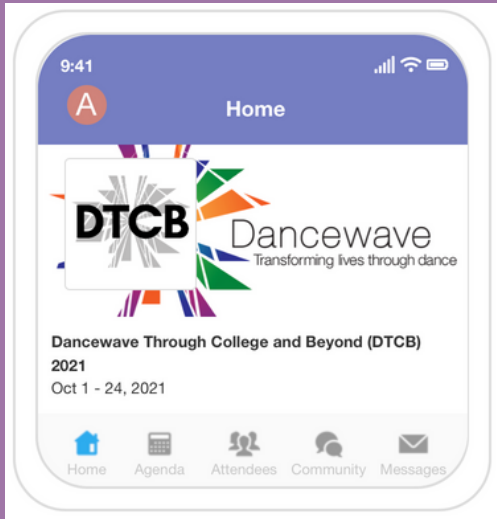 9:41
A
Home
DTCB
Dancewave
Transforming lives through dance
Dancewave Through College and Beyond (DTCB)
2021
Oct 1 - 24, 2021
Home Agenda Attendees Community Messages